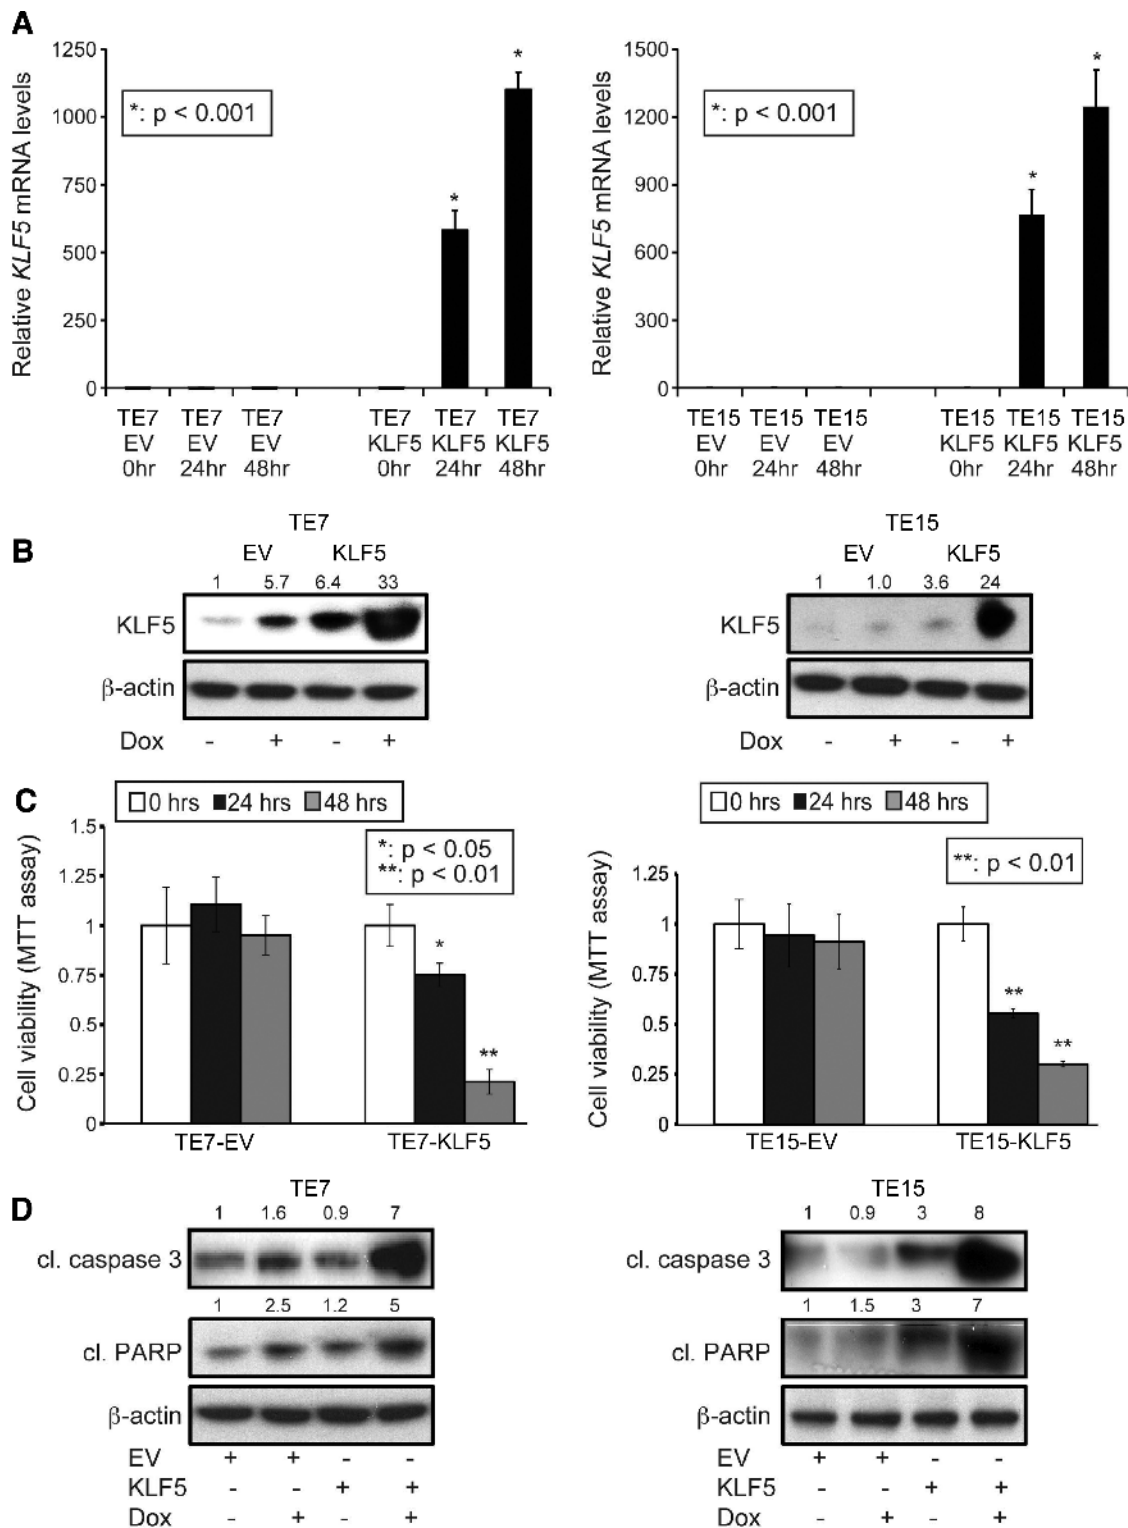 A
1250
1000
750
500
250
0
Relative KLF5 mRNA levels
*: p < 0.001
*
*
TE7 TE7 TE7 TE7 TE7 TE7
EV EV EV KLF5 KLF5 KLF5
0hr 24hr 48hr 0hr 24hr 48hr
1500
1200
900
600
300
0
Relative KLF5 mRNA levels
*: p < 0.001
*
*
TE15 TE15 TE15 TE15 TE15 TE15
EV EV EV KLF5 KLF5 KLF5
0hr 24hr 48hr 0hr 24hr 48hr
B
TE7
EV KLF5
1 5.7 6.4 33
KLF5
β-actin
Dox - + - +
TE15
EV KLF5
1 1.0 3.6 24
KLF5
β-actin
Dox - + - +
C
0 hrs 24 hrs 48 hrs
1.5
1.25
1
0.75
0.5
0.25
0
Cell viability (MTT assay)
*: p < 0.05
**: p < 0.01
*
**
TE7-EV TE7-KLF5
0 hrs 24 hrs 48 hrs
1.25
1
0.75
0.5
0.25
0
Cell viability (MTT assay)
**: p < 0.01
**
**
TE15-EV TE15-KLF5
D
TE7
1 1.6 0.9 7
cl. caspase 3
1 2.5 1.2 5
cl. PARP
β-actin
EV + + - -
KLF5 - - + +
Dox - + - +
TE15
1 0.9 3 8
cl. caspase 3
1 1.5 3 7
cl. PARP
β-actin
EV + + - -
KLF5 - - + +
Dox - + - +